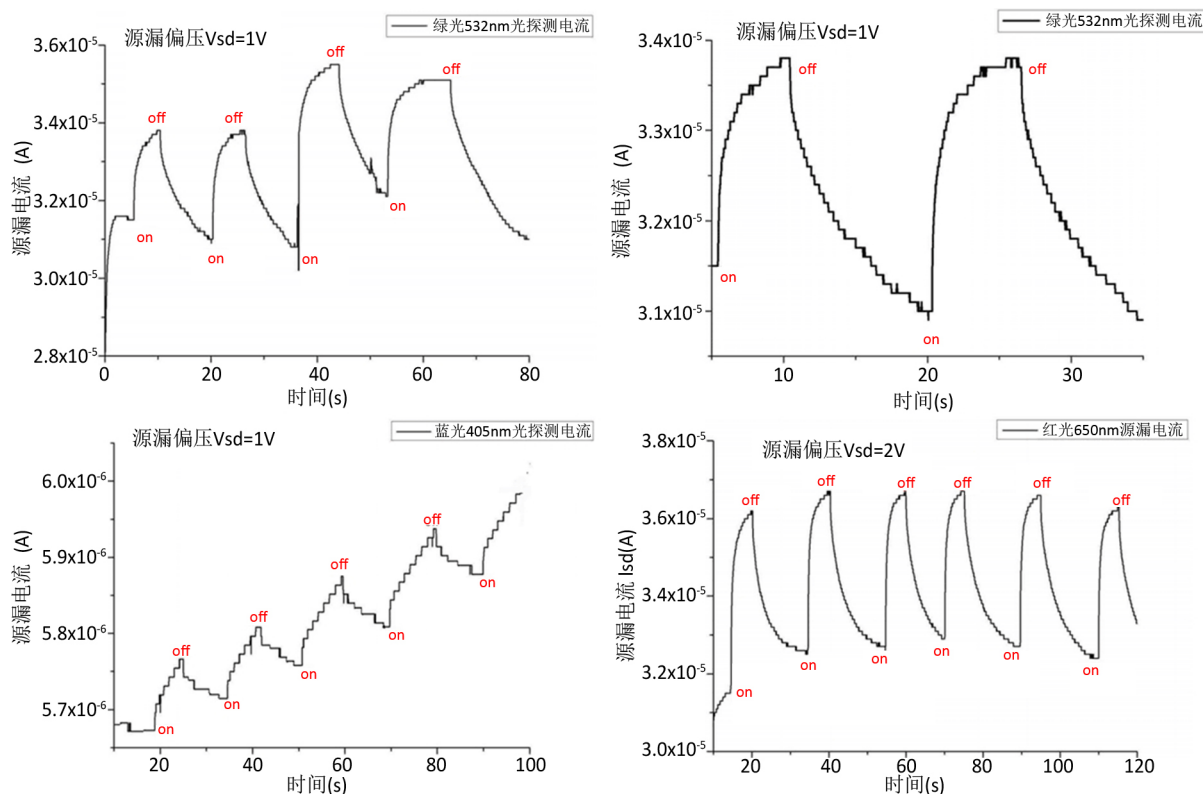 源漏偏压Vsd=1V
绿光532nm光探测电流
源漏电流 (A)
3.6x10-5
3.4x10-5
3.2x10-5
3.0x10-5
2.8x10-5
off
off
off
off
on
on
on
on
0
20
40
60
80
时间(s)
源漏偏压Vsd=1V
绿光532nm光探测电流
源漏电流 (A)
3.4x10-5
3.3x10-5
3.2x10-5
3.1x10-5
off
off
on
on
10
20
30
时间(s)
源漏偏压Vsd=1V
蓝光405nm光探测电流
源漏电流 (A)
6.0x10-6
5.9x10-6
5.8x10-6
5.7x10-6
off
off
off
off
on
on
on
on
on
20
40
60
80
100
时间(s)
源漏偏压Vsd=2V
红光650nm源漏电流
源漏电流 Isd(A)
3.8x10-5
3.6x10-5
3.4x10-5
3.2x10-5
3.0x10-5
off
off
off
off
off
off
on
on
on
on
on
on
20
40
60
80
100
120
时间(s)